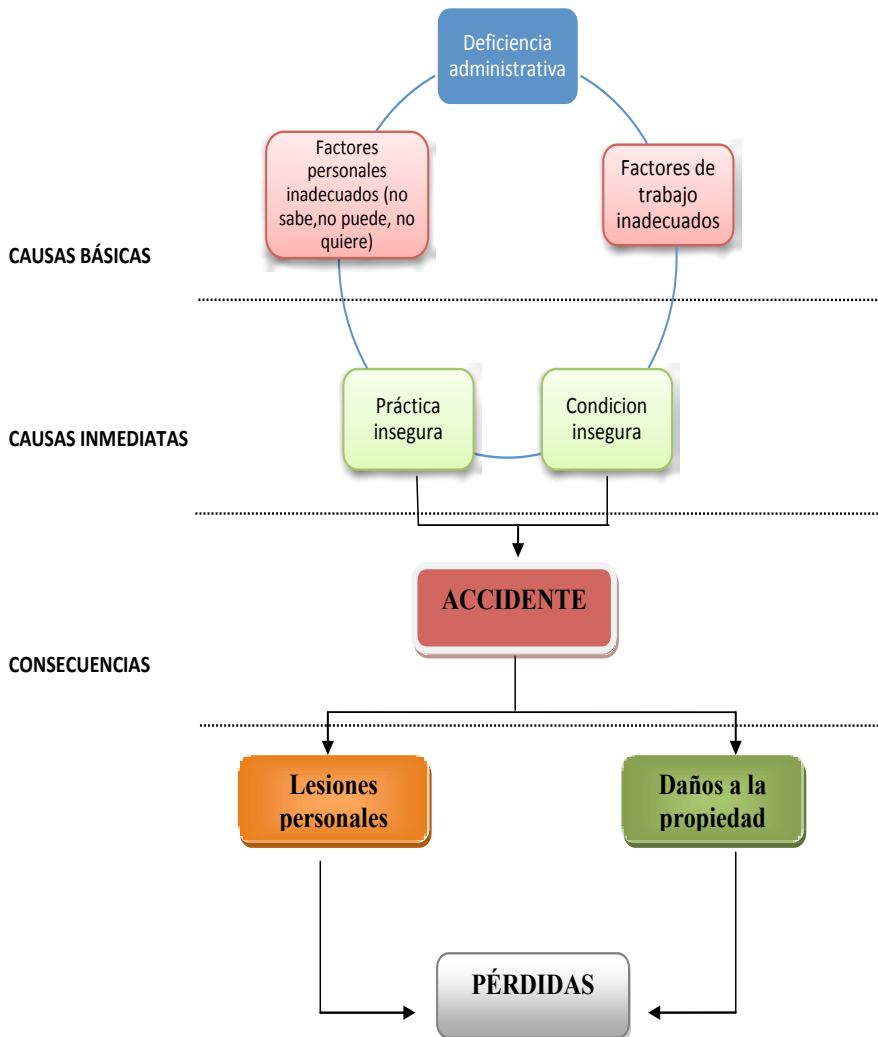 Deficiencia
administrativa
Factores
personales
inadecuados (no
sabe,no puede, no
quiere)
Factores de
trabajo
inadecuados
CAUSAS BÁSICAS
Práctica
insegura
Condicion
insegura
CAUSAS INMEDIATAS
ACCIDENTE
CONSECUENCIAS
Lesiones
personales
Daños a la
propiedad
PÉRDIDAS